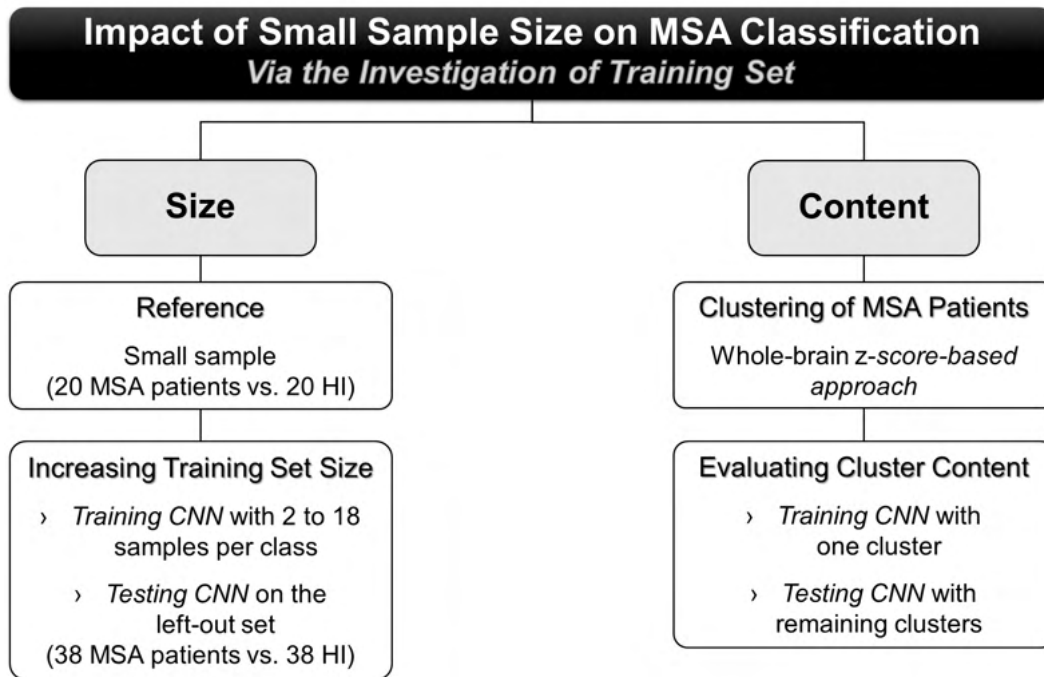 Impact of Small Sample Size on MSA Classification
Via the Investigation of Training Set
Size
Reference
Small sample
(20 MSA patients vs. 20 HI)
Increasing Training Set Size
› Training CNN with 2 to 18
samples per class
› Testing CNN on the
left-out set
(38 MSA patients vs. 38 HI)
Content
Clustering of MSA Patients
Whole-brain z-score-based
approach
Evaluating Cluster Content
› Training CNN with
one cluster
› Testing CNN with
remaining clusters